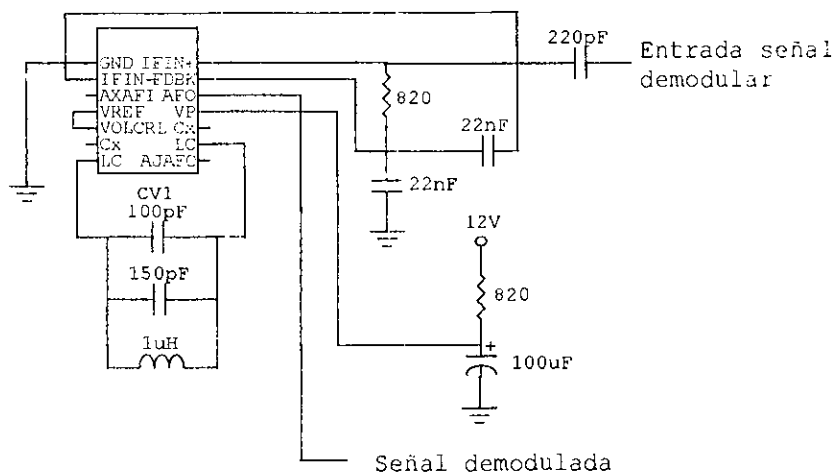 220pF
Entrada señal
demodular
GND IFIN+
IFIN-FDBK
AXAFI AFO
VREF VP
VOLCRL Cx
Cx LC
LC AJAFC
820
22nF
22nF
CV1
100pF
12V
150pF
820
1uH
+
100uF
Señal demodulada